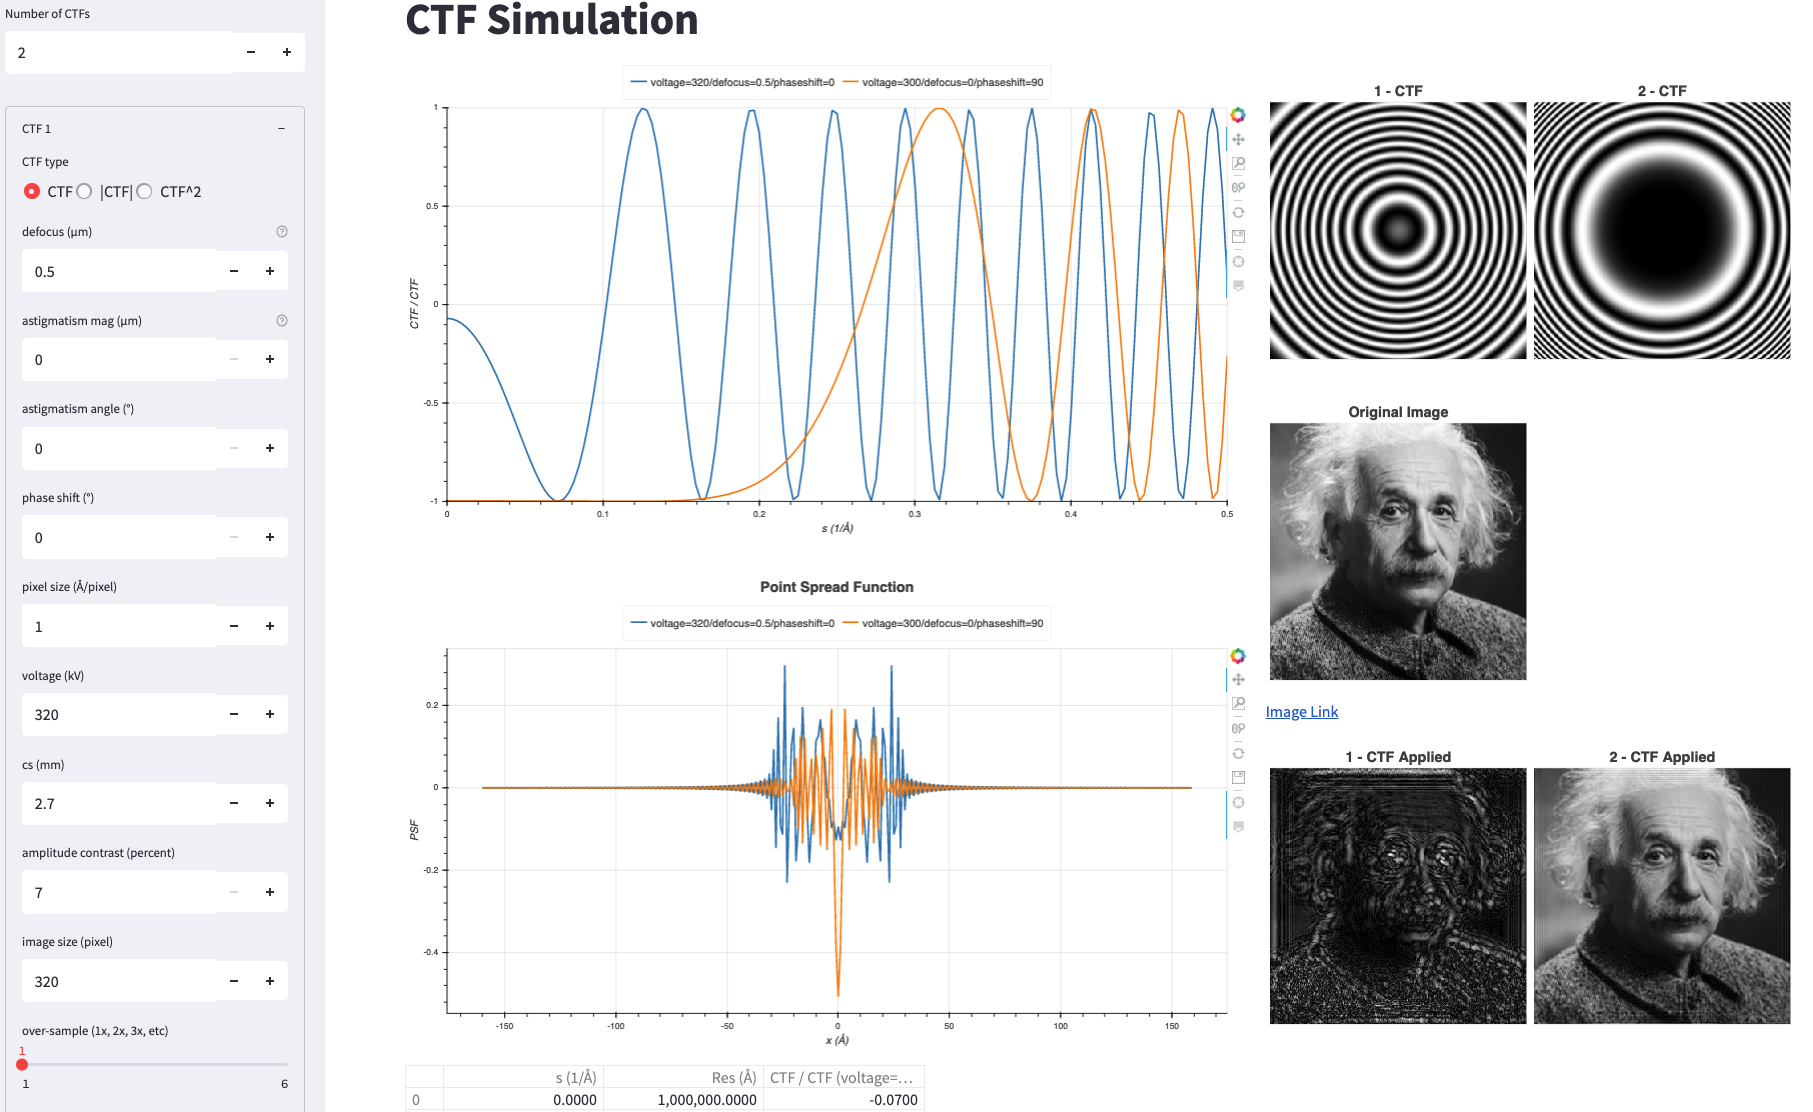 Number of CTFs
2
CTF 1
CTF type
CTF |CTF| CTF^2
defocus (µm)
0.5
astigmatism mag (µm)
0
astigmatism angle (°)
0
phase shift (°)
0
pixel size (Å/pixel)
1
voltage (kV)
320
cs (mm)
2.7
amplitude contrast (percent)
7
image size (pixel)
320
over-sample (1x, 2x, 3x, etc)
1
1 6
CTF Simulation
voltage=320/defocus=0.5/phaseshift=0 voltage=300/defocus=0/phaseshift=90
1
0.5
0
-0.5
-1
CTF / CTF
0 0.1 0.2 0.3 0.4 0.5
s (1/Å)
Point Spread Function
voltage=320/defocus=0.5/phaseshift=0 voltage=300/defocus=0/phaseshift=90
0.2
0
-0.2
-0.4
PSF
-150 -100 -50 0 50 100 150
x (Å)
s (1/Å) Res (Å) CTF / CTF (voltage=…
0 0.0000 1,000,000.0000 -0.0700
1 - CTF 2 - CTF
Original Image
Image Link
1 - CTF Applied 2 - CTF Applied